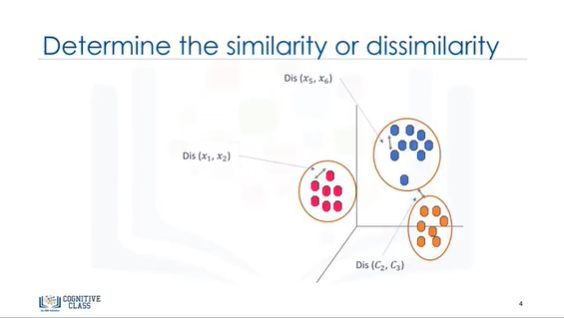 Determine the similarity or dissimilarity
Dis (x₅, x₆)
Dis (x₁, x₂)
Dis (C₂, C₃)
COGNITIVE
CLASS
4